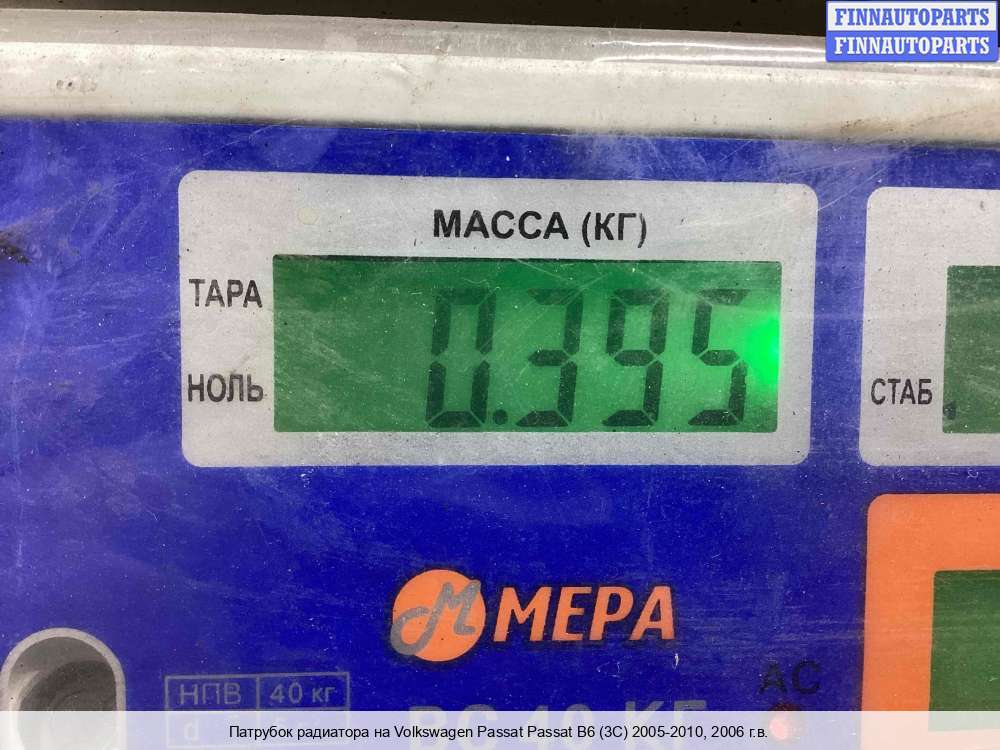 FINNAUTOPARTS
FINNAUTOPARTS
МАССА (КГ)
ТАРА
0.395
НОЛЬ
СТАБ
МЕРА
АС
НПВ 40 кг
d
Патрубок радиатора на Volkswagen Passat Passat B6 (3C) 2005-2010, 2006 г.в.